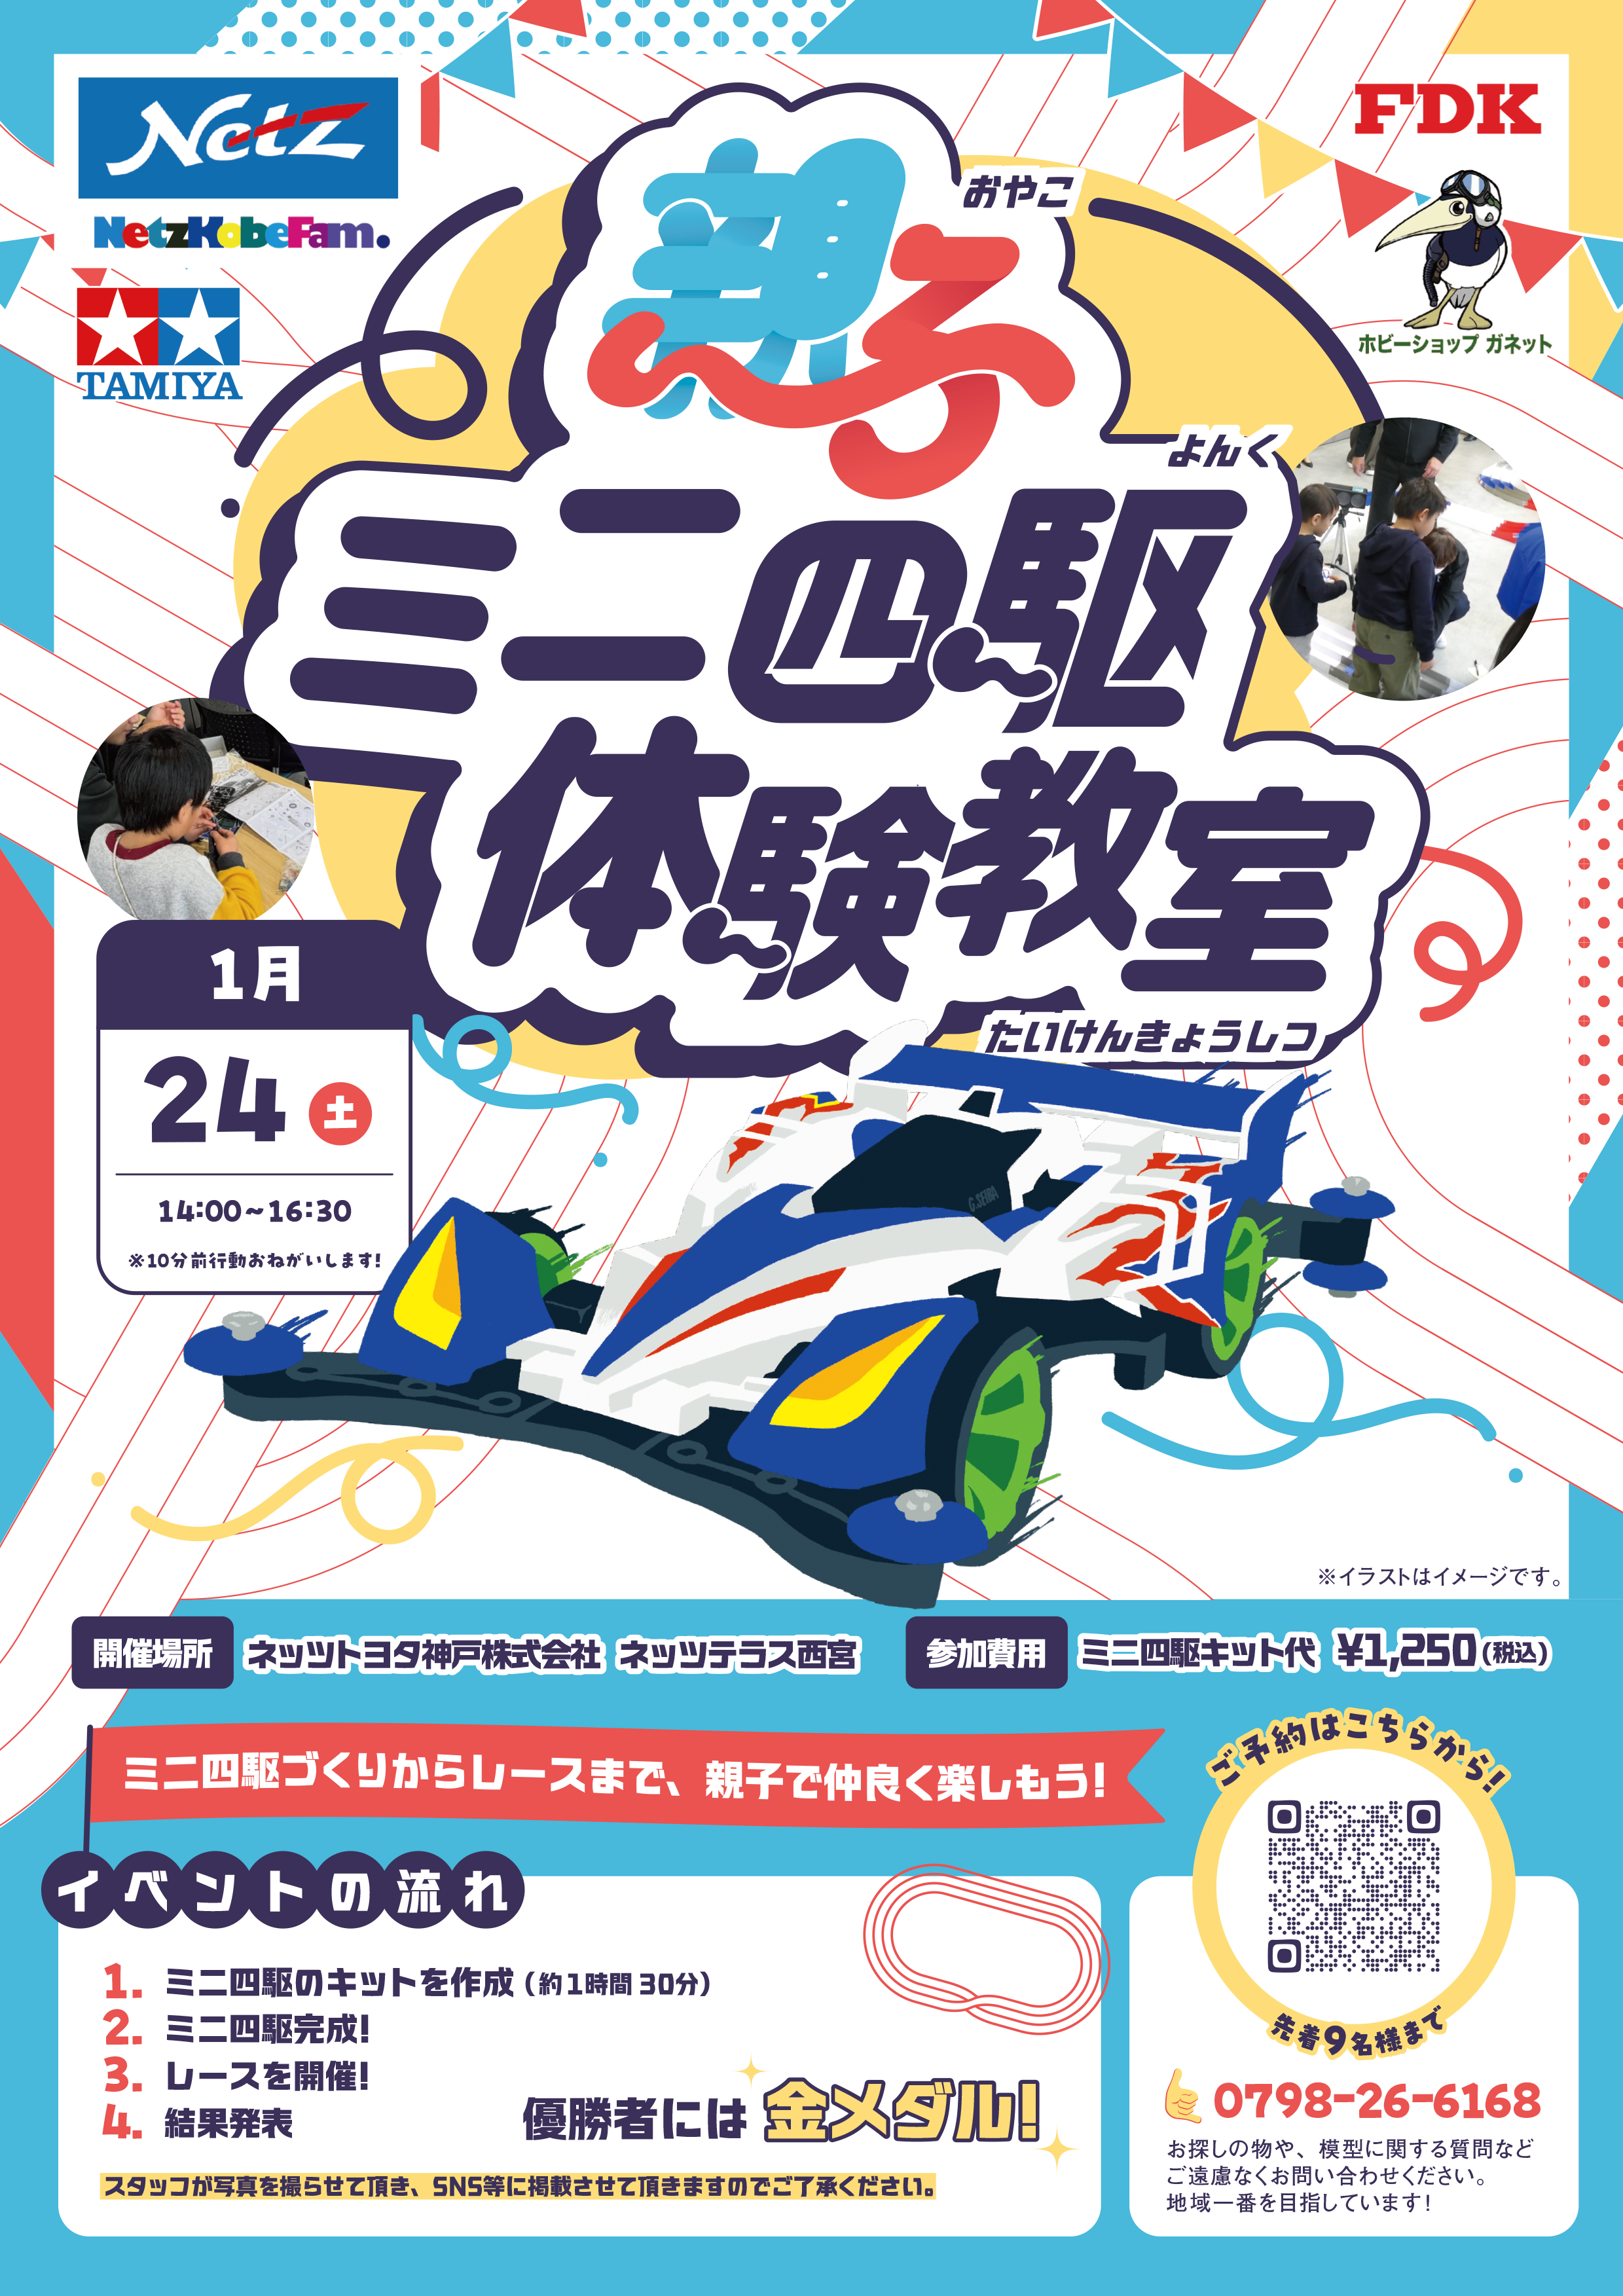 Netz
NetzKobeFam.
TAMIYA
FDK
ホビーショップ ガネット
おやこ
親子
よんく
ミニ四駆
体験教室
たいけんきょうしつ
1月
24 土
14:00~16:30
※10分前行動おねがいします!
G.SEIBA
※イラストはイメージです。
開催場所 ネッツトヨタ神戸株式会社 ネッツテラス西宮
参加費用 ミニ四駆キット代 ¥1,250(税込)
ミニ四駆づくりからレースまで、親子で仲良く楽しもう!
イベントの流れ
1. ミニ四駆のキットを作成(約1時間30分)
2. ミニ四駆完成!
3. レースを開催!
4. 結果発表
優勝者には 金メダル!
スタッフが写真を撮らせて頂き、SNS等に掲載させて頂きますのでご了承ください。
ご予約はこちらから!
先着9名様まで
0798-26-6168
お探しの物や、模型に関する質問など
ご遠慮なくお問い合わせください。
地域一番を目指しています!